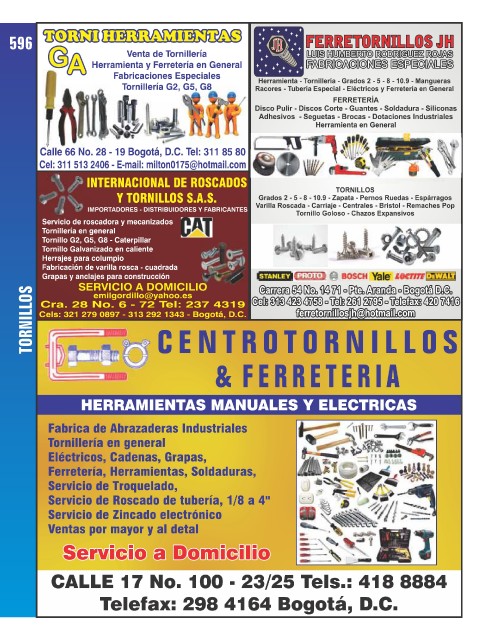 596
TORNILLOS
TORNI HERRAMIENTAS
GA
Venta de Tornillería
Herramienta y Ferretería en General
Fabricaciones Especiales
Tornillería G2, G5, G8
Calle 66 No. 28 - 19 Bogotá, D.C. Tel: 311 85 80
Cel: 311 513 2406 - E-mail: milton0175@hotmail.com
JH
FERRETORNILLOS JH
LUIS HUMBERTO RODRIGUEZ ROJAS
FABRICACIONES ESPECIALES
Herramienta - Tornillería - Grados 2 - 5 - 8 - 10.9 - Mangueras
Racores - Tubería Especial - Eléctricos y Ferretería en General
FERRETERÍA
Disco Pulir - Discos Corte - Guantes - Soldadura - Siliconas
Adhesivos - Seguetas - Brocas - Dotaciones Industriales
Herramienta en General
TORNILLOS
Grados 2 - 5 - 8 - 10.9 - Zapata - Pernos Ruedas - Espárragos
Varilla Roscada - Carriaje - Centrales - Bristol - Remaches Pop
Tornillo Goloso - Chazos Expansivos
STANLEY PROTO BOSCH Yale LOCTITE DEWALT
Carrera 54 No. 14 71 - Pte. Aranda - Bogotá D.C.
Cel: 313 423 4758 - Tel: 261 2795 - Telefax: 420 7416
ferretornillosjh@hotmail.com
INTERNACIONAL DE ROSCADOS
Y TORNILLOS S.A.S.
IMPORTADORES - DISTRIBUIDORES Y FABRICANTES
Servicio de roscadora y mecanizados
Tornillería en general
Tornillo G2, G5, G8 - Caterpillar
Tornillo Galvanizado en caliente
Herrajes para columpio
Fabricación de varilla rosca - cuadrada
Grapas y anclajes para construcción
CAT
SERVICIO A DOMICILIO
emilgordillo@yahoo.es
Cra. 28 No. 6 - 72 Tel: 237 4319
Cels: 321 279 0897 - 313 292 1343 - Bogotá, D.C.
CENTROTORNILLOS
& FERRETERIA
HERRAMIENTAS MANUALES Y ELECTRICAS
Fabrica de Abrazaderas Industriales
Tornillería en general
Eléctricos, Cadenas, Grapas,
Ferretería, Herramientas, Soldaduras,
Servicio de Troquelado,
Servicio de Roscado de tubería, 1/8 a 4"
Servicio de Zincado electrónico
Ventas por mayor y al detal
Servicio a Domicilio
CALLE 17 No. 100 - 23/25 Tels.: 418 8884
Telefax: 298 4164 Bogotá, D.C.